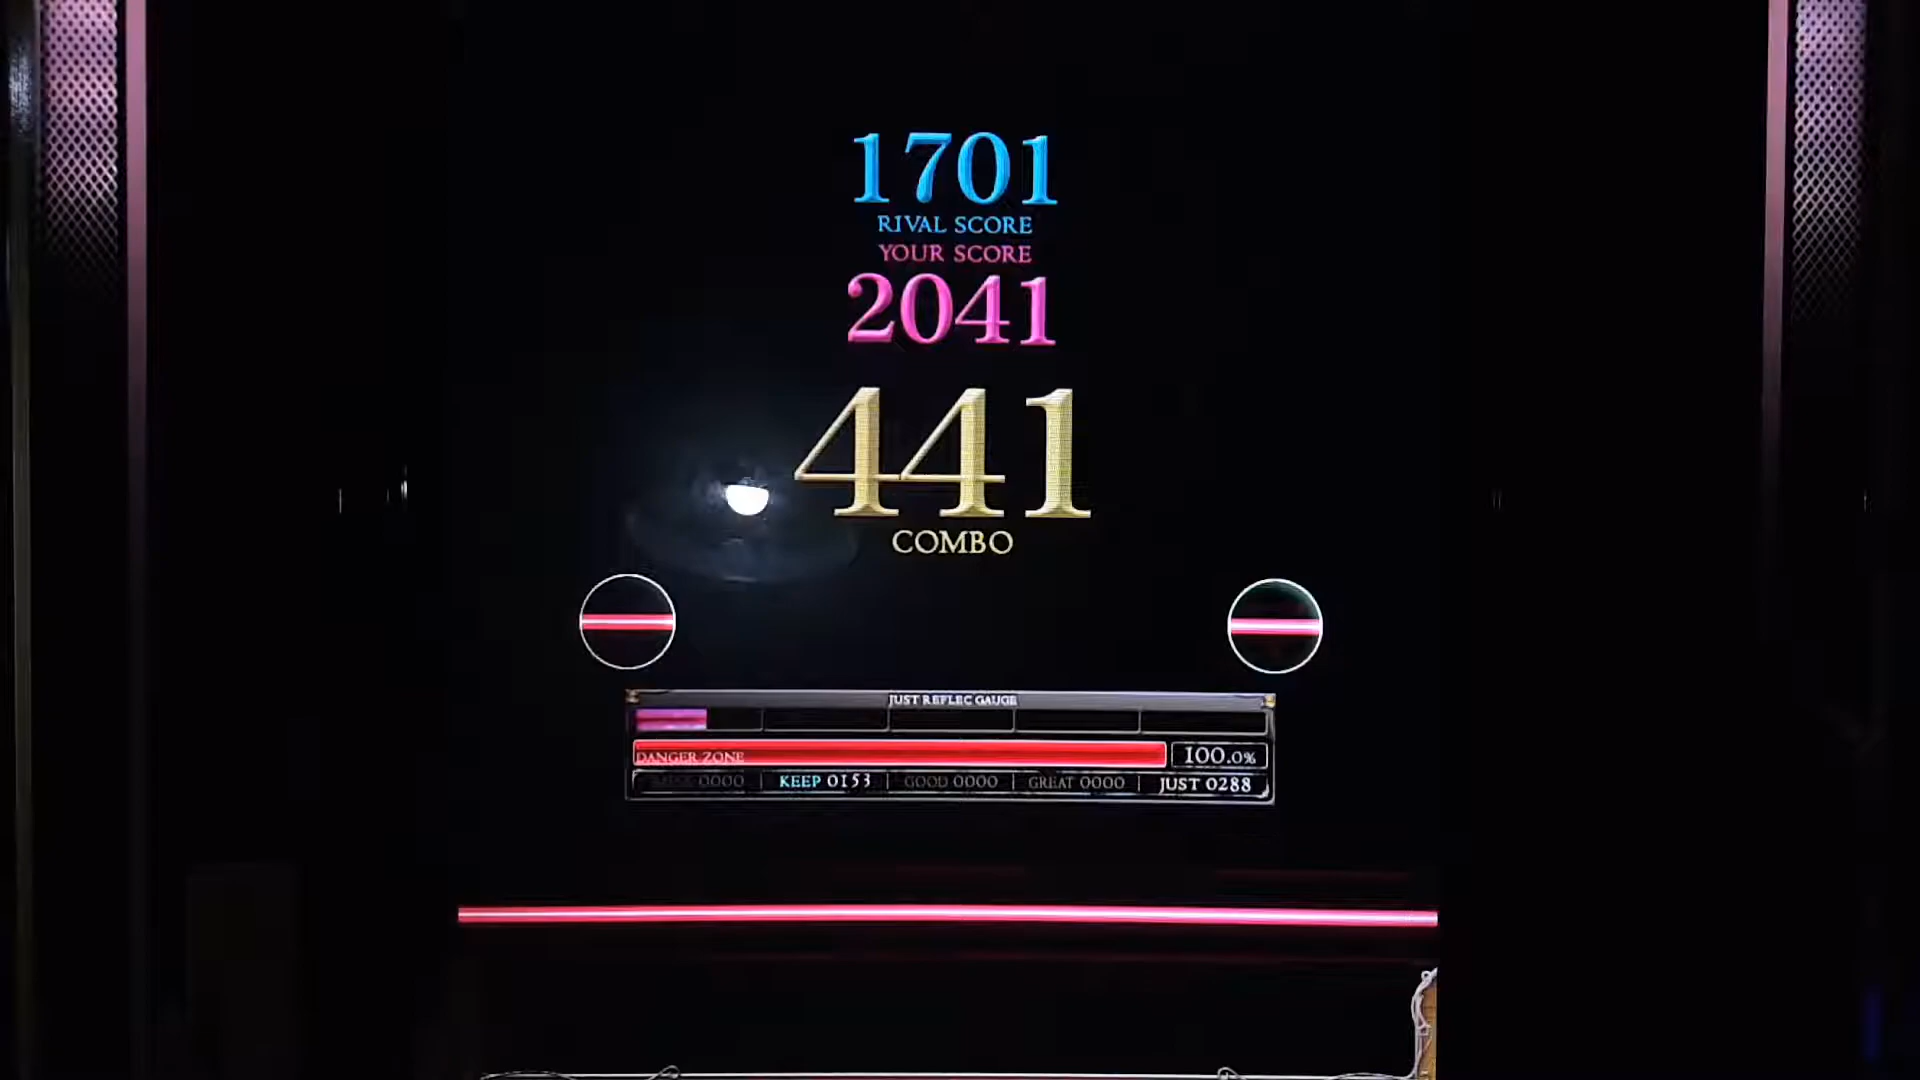 1701
RIVAL SCORE
YOUR SCORE
2041
441
COMBO
JUST REFLEC GAUGE
DANGER ZONE 100.0%
0000 KEEP 0153 GOOD 0000 GREAT 0000 JUST 0288